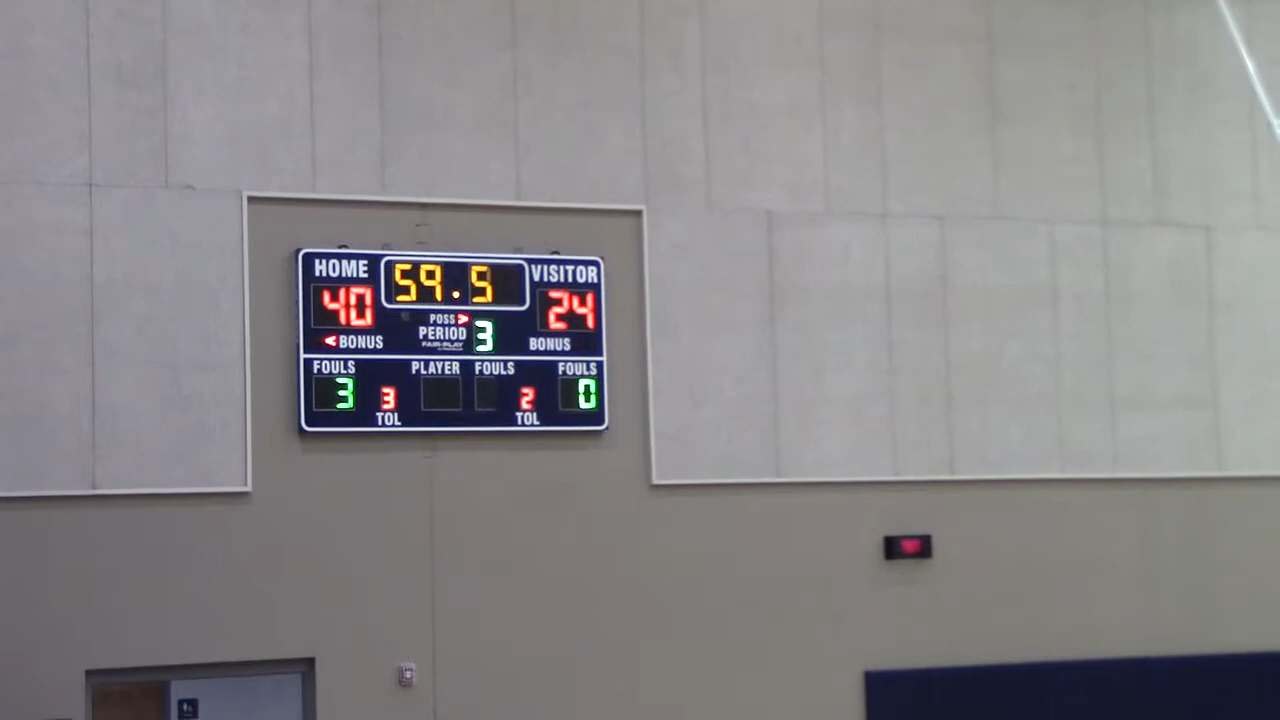 HOME 59.5 VISITOR
40 24
POSS >
PERIOD 3
FAIR-PLAY
< BONUS BONUS
FOULS PLAYER FOULS FOULS
3 3 2 0
TOL TOL